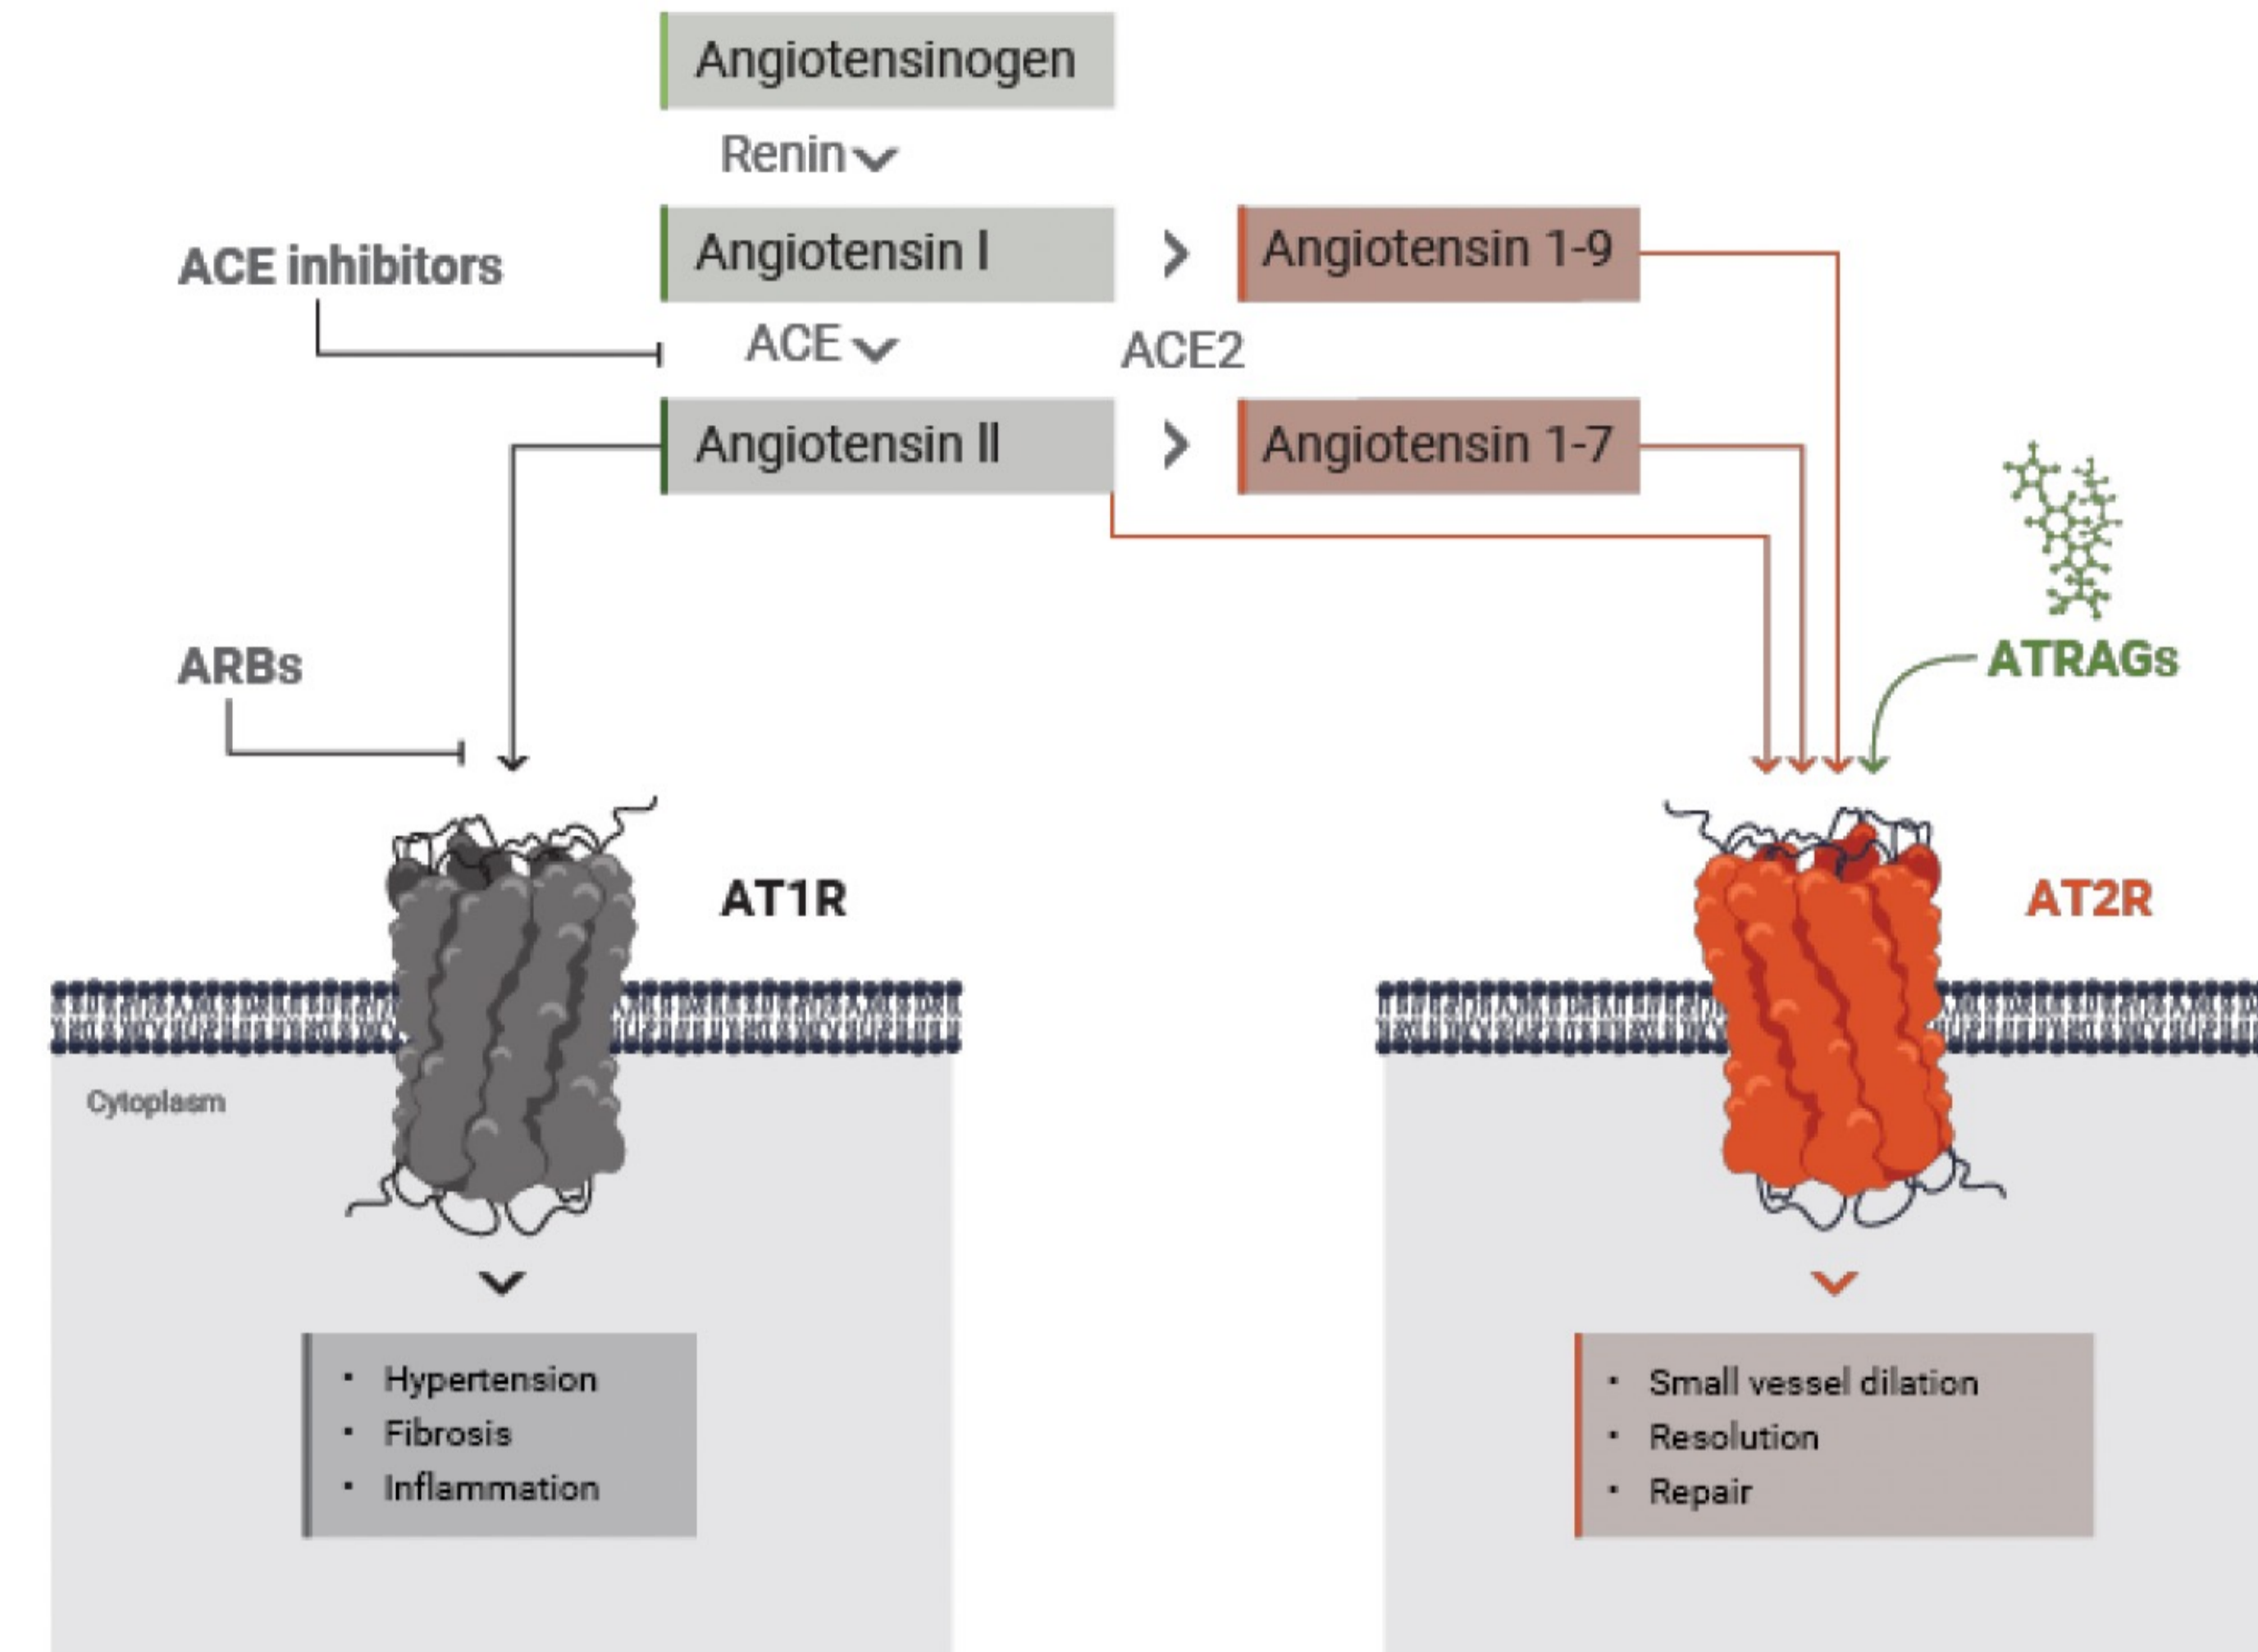 Angiotensinogen
Renin
Angiotensin I
Angiotensin 1-9
ACE inhibitors
ACE
ACE2
Angiotensin II
Angiotensin 1-7
ARBs
ATRAGs
AT1R
AT2R
Cytoplasm
• Hypertension
• Fibrosis
• Inflammation
• Small vessel dilation
• Resolution
• Repair